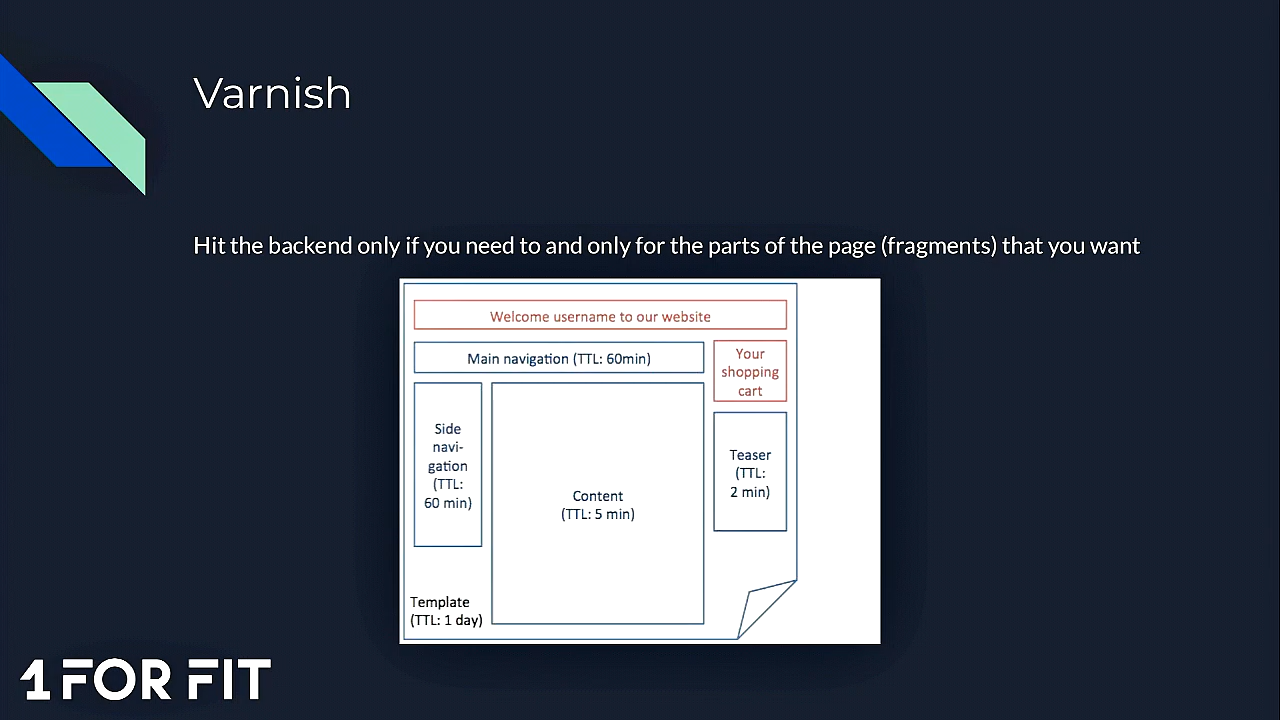 Varnish
Hit the backend only if you need to and only for the parts of the page (fragments) that you want
Welcome username to our website
Main navigation (TTL: 60min)
Your
shopping
cart
Side
navi-
gation
(TTL:
60 min)
Content
(TTL: 5 min)
Teaser
(TTL:
2 min)
Template
(TTL: 1 day)
1 FOR FIT